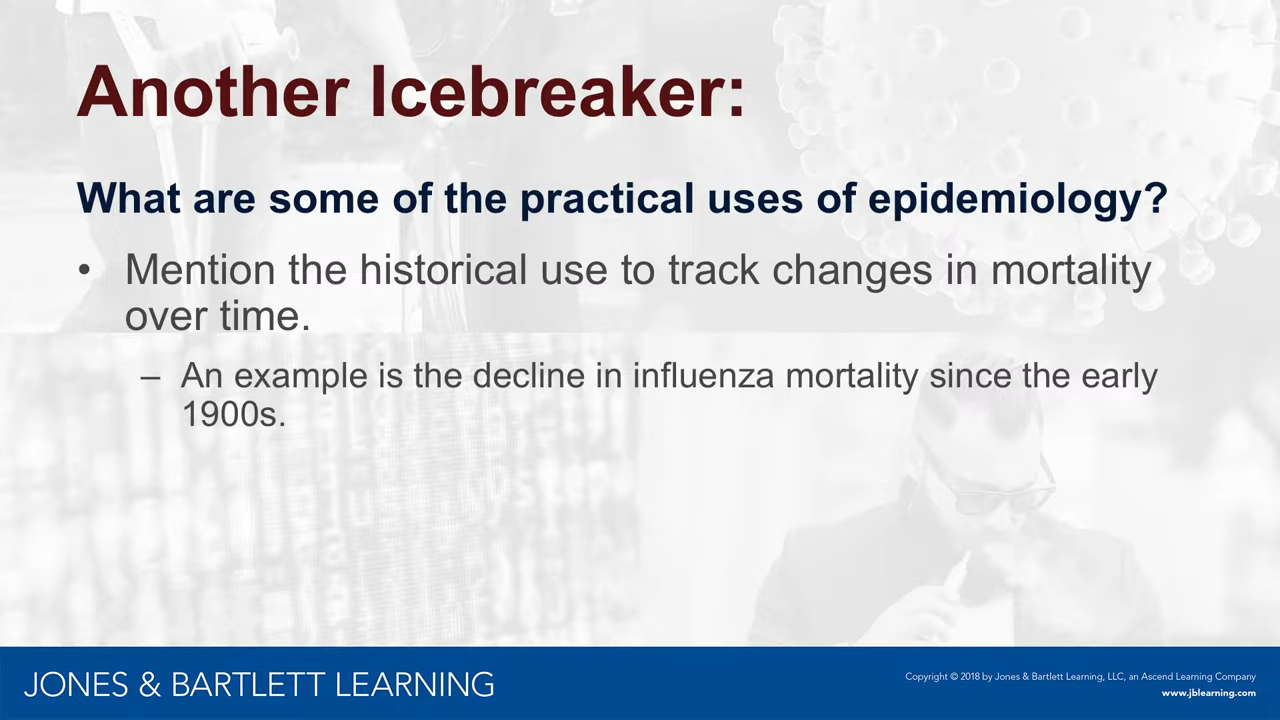 Another Icebreaker:
What are some of the practical uses of epidemiology?
• Mention the historical use to track changes in mortality
over time.
– An example is the decline in influenza mortality since the early
1900s.
JONES & BARTLETT LEARNING
Copyright © 2018 by Jones & Bartlett Learning, LLC, an Ascend Learning Company
www.jblearning.com